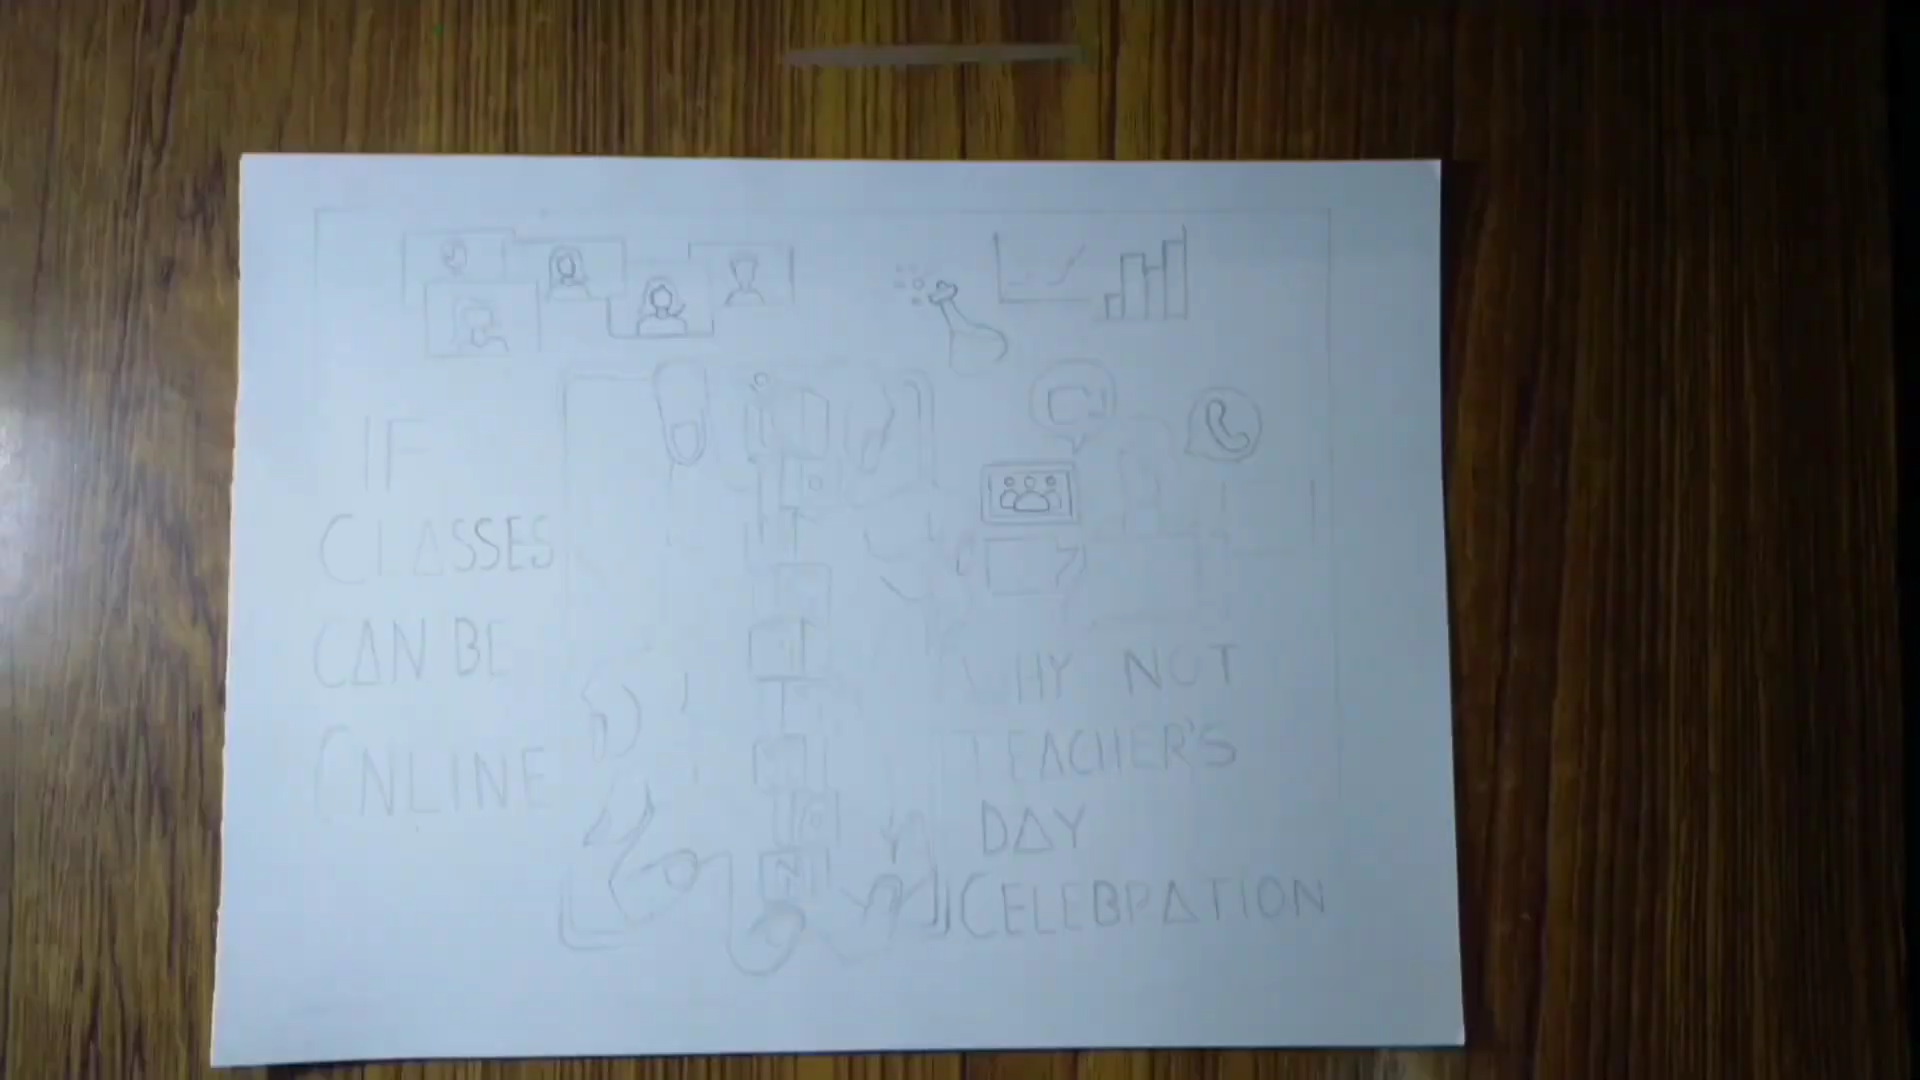 IF
CLASSES
CAN BE
ONLINE
WHY NOT
TEACHER'S
DAY
CELEBRATION